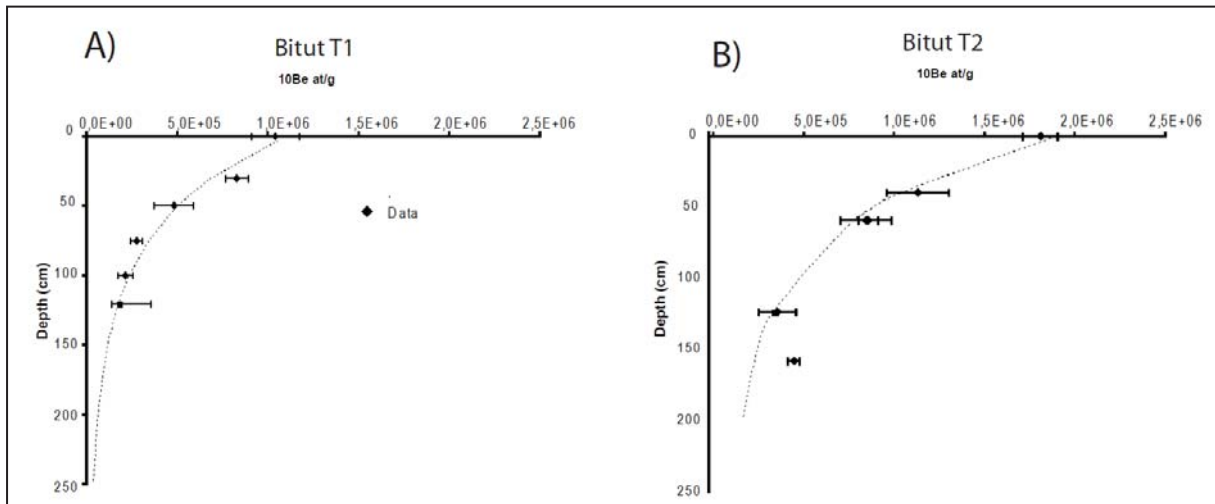 A)
Bitut T1
10Be at/g
0,0E+00 5,0E+05 1,0E+06 1,5E+06 2,0E+06 2,5E+06
0
50
100
150
200
250
Depth (cm)
Data
B)
Bitut T2
10Be at/g
0,0E+00 5,0E+05 1,0E+06 1,5E+06 2,0E+06 2,5E+06
0
50
100
150
200
250
Depth (cm)